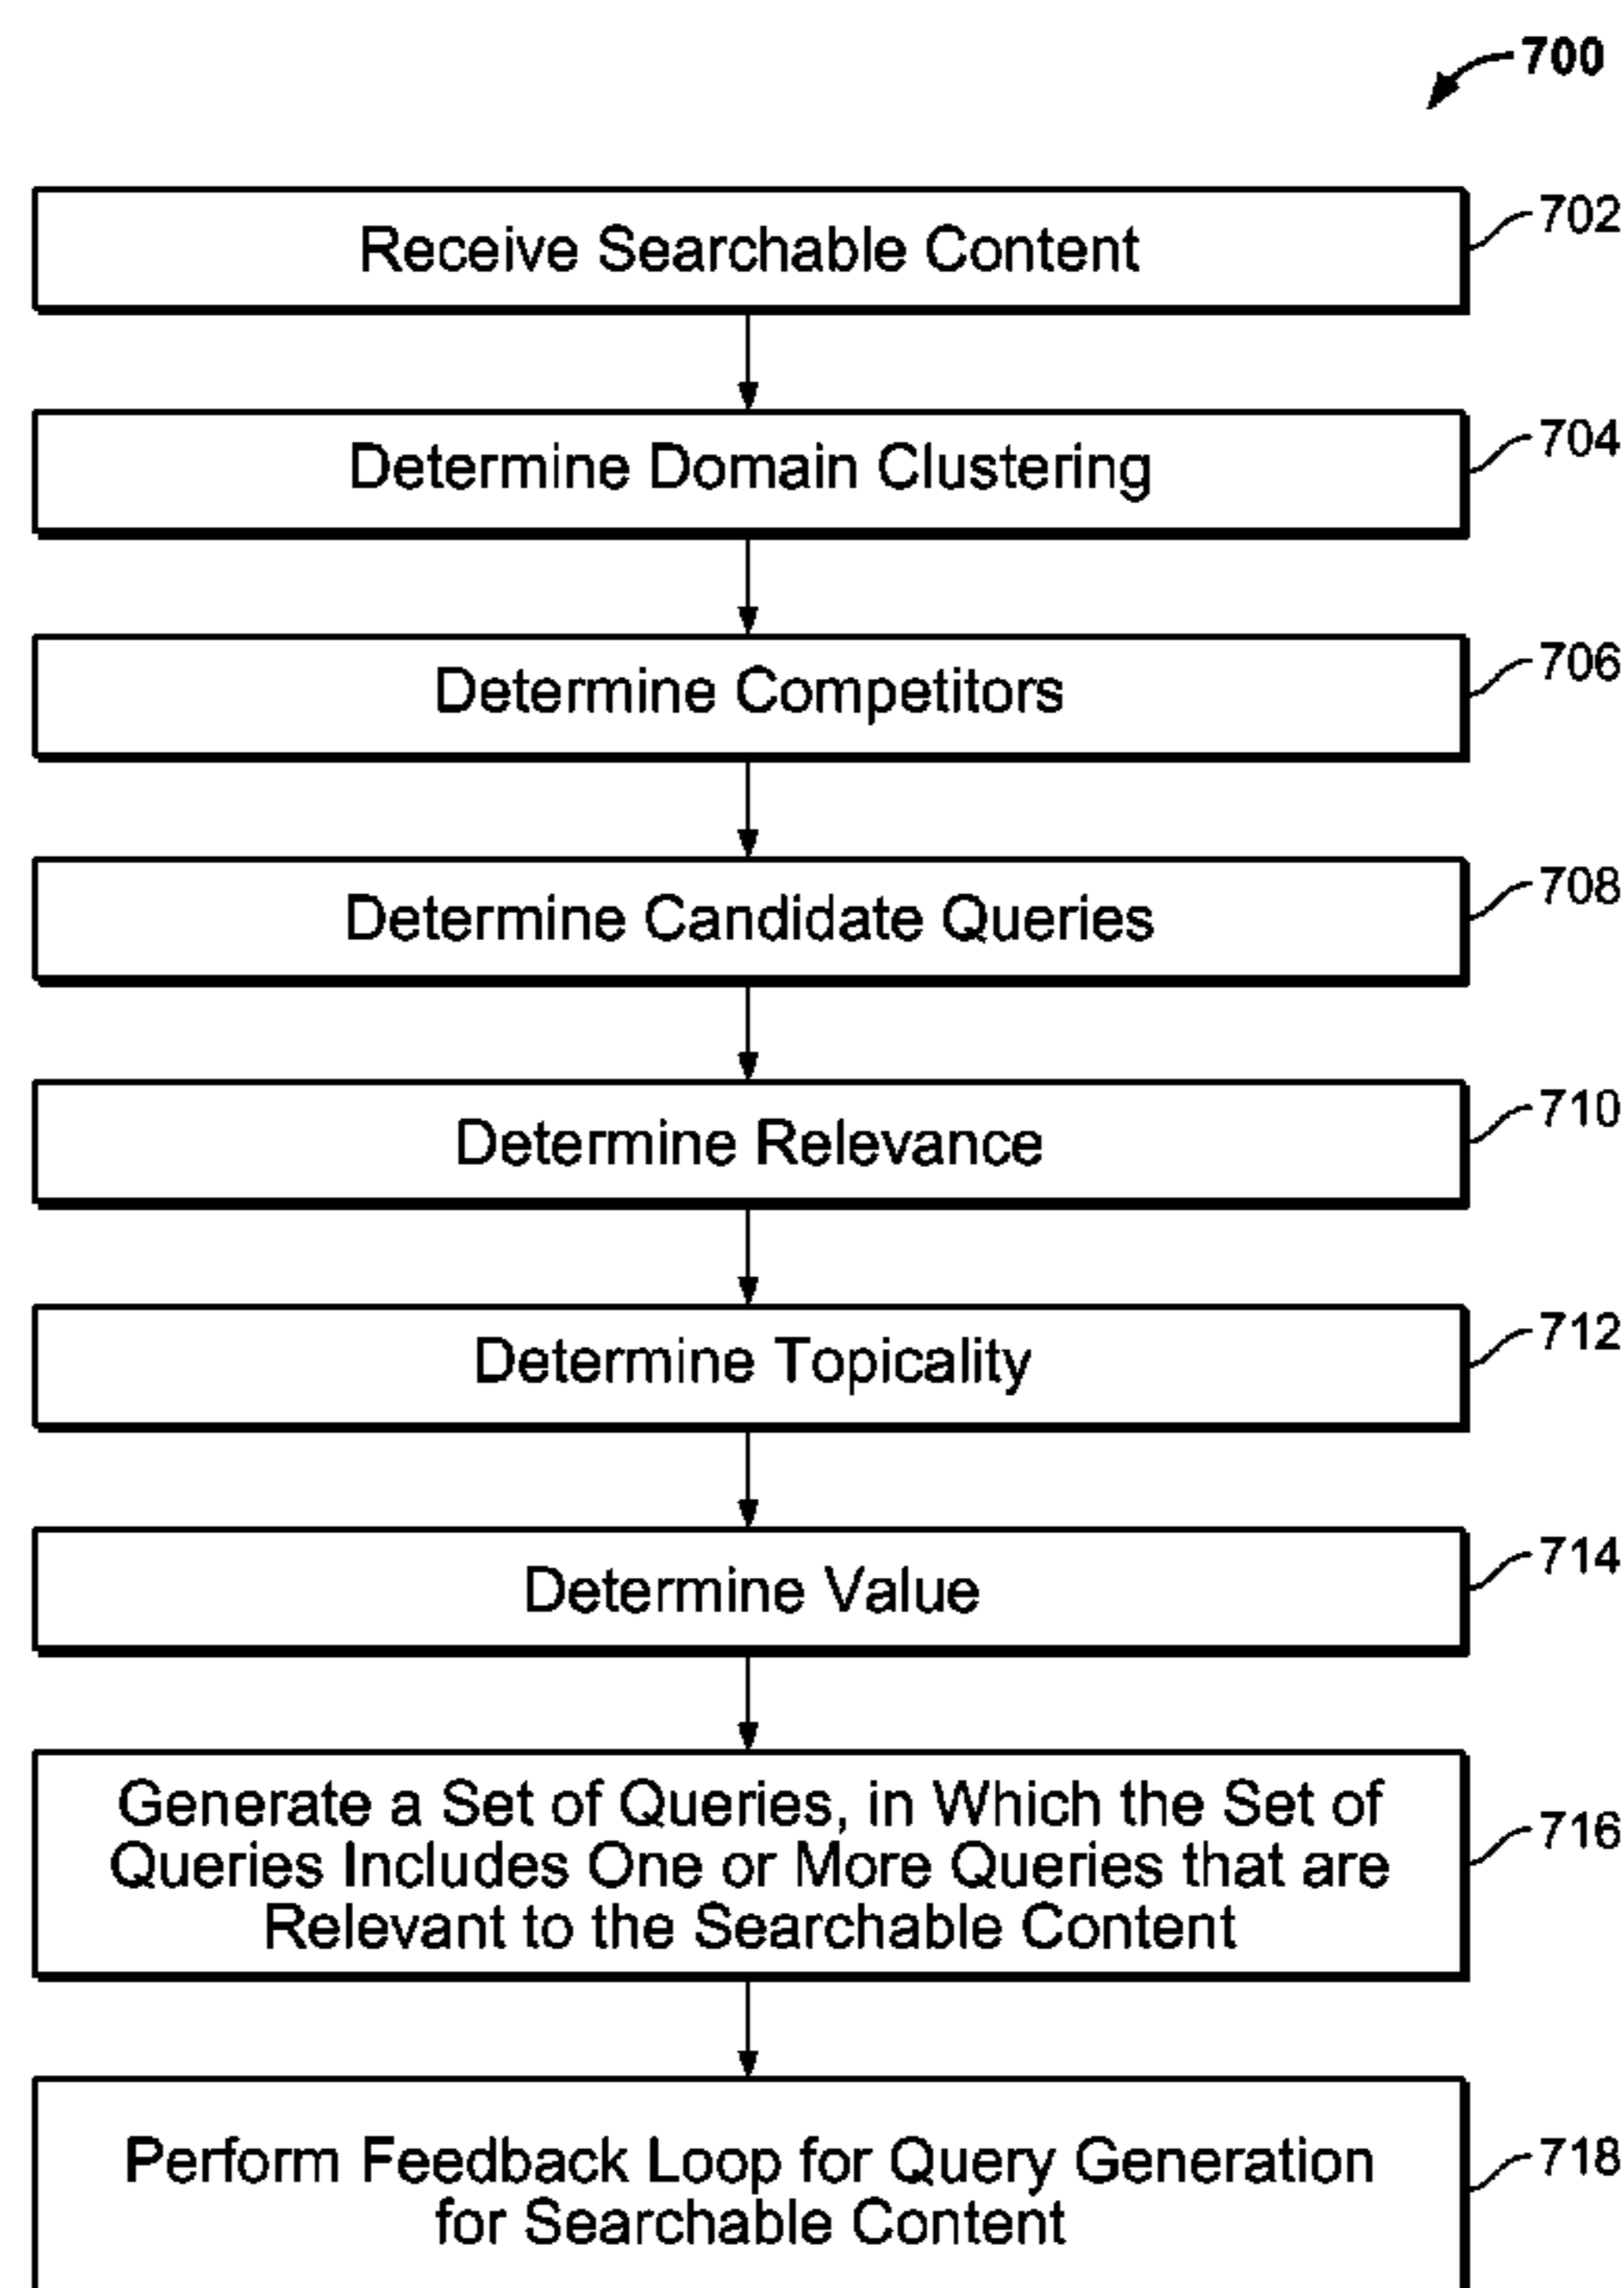 700
Receive Searchable Content
702
Determine Domain Clustering
704
Determine Competitors
706
Determine Candidate Queries
708
Determine Relevance
710
Determine Topicality
712
Determine Value
714
Generate a Set of Queries, in Which the Set of
Queries Includes One or More Queries that are
Relevant to the Searchable Content
716
Perform Feedback Loop for Query Generation
for Searchable Content
718